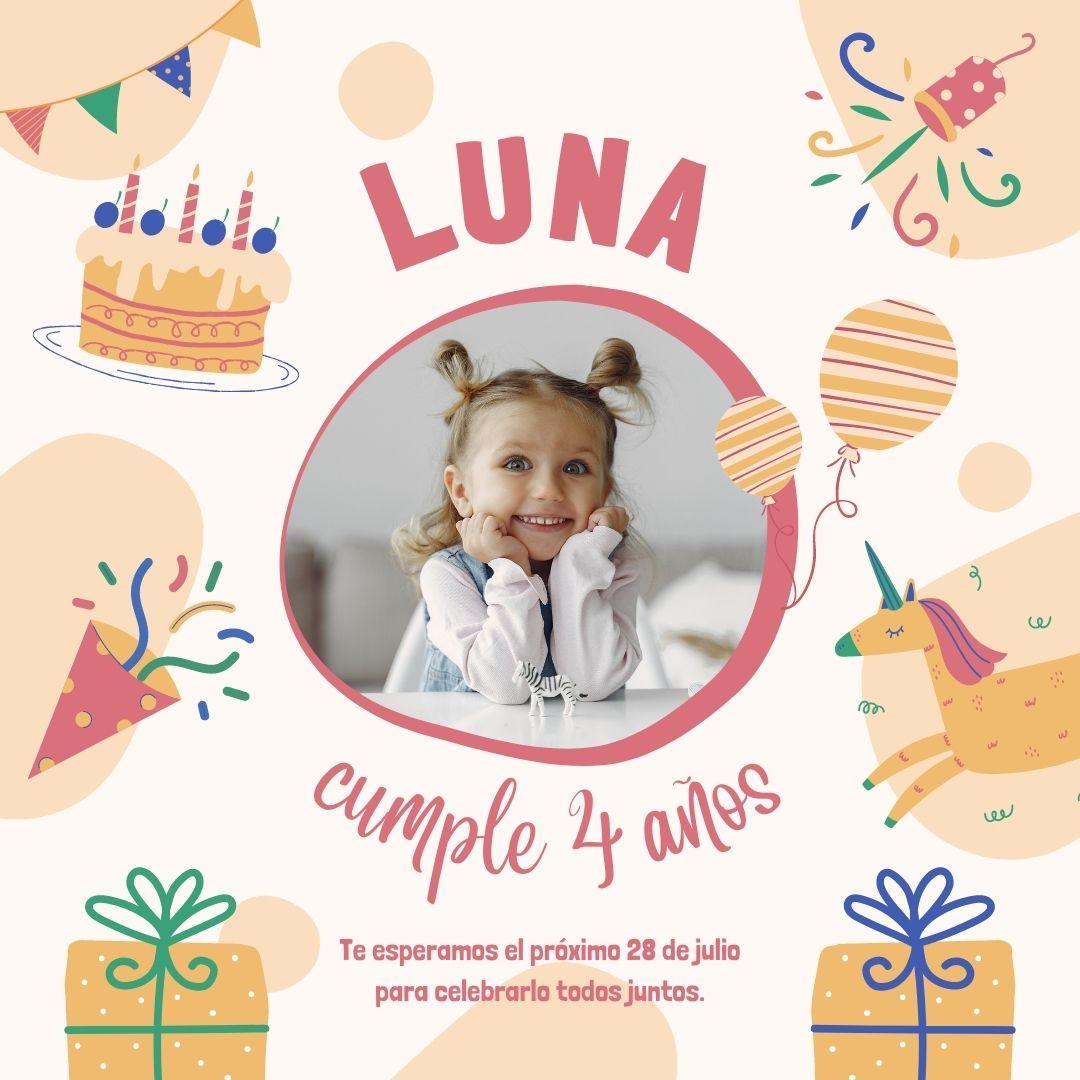 LUNA
cumple 4 años
Te esperamos el próximo 28 de julio
para celebrarlo todos juntos.